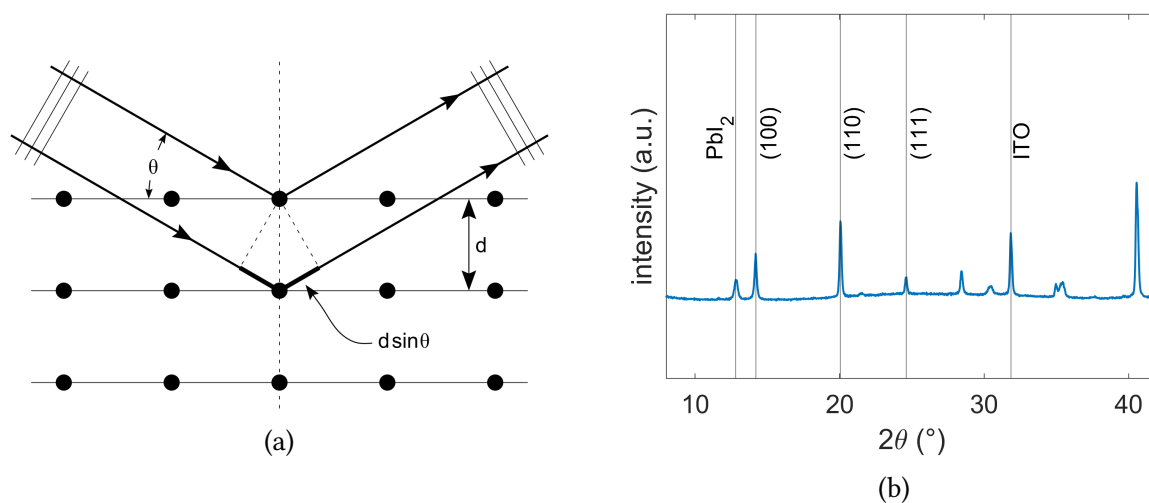 θ
d
d sinθ
(a)
intensity (a.u.)
PbI₂
(100)
(110)
(111)
ITO
10
20
30
40
2θ (°)
(b)